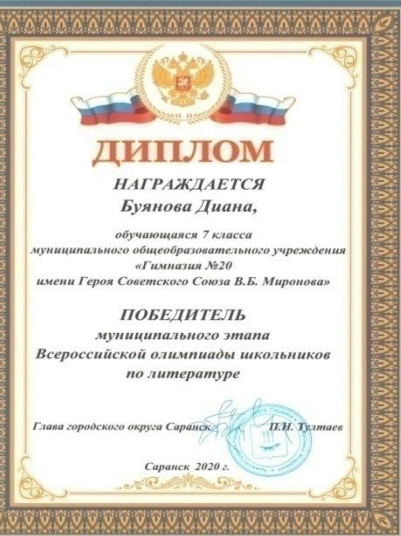 ДИПЛОМ
НАГРАЖДАЕТСЯ
Буянова Диана,
обучающаяся 7 класса
муниципального общеобразовательного учреждения
«Гимназия №20
имени Героя Советского Союза В.Б. Миронова»
ПОБЕДИТЕЛЬ
муниципального этапа
Всероссийской олимпиады школьников
по литературе
Глава городского округа Саранск П.Н. Тултаев
Саранск 2020 г.